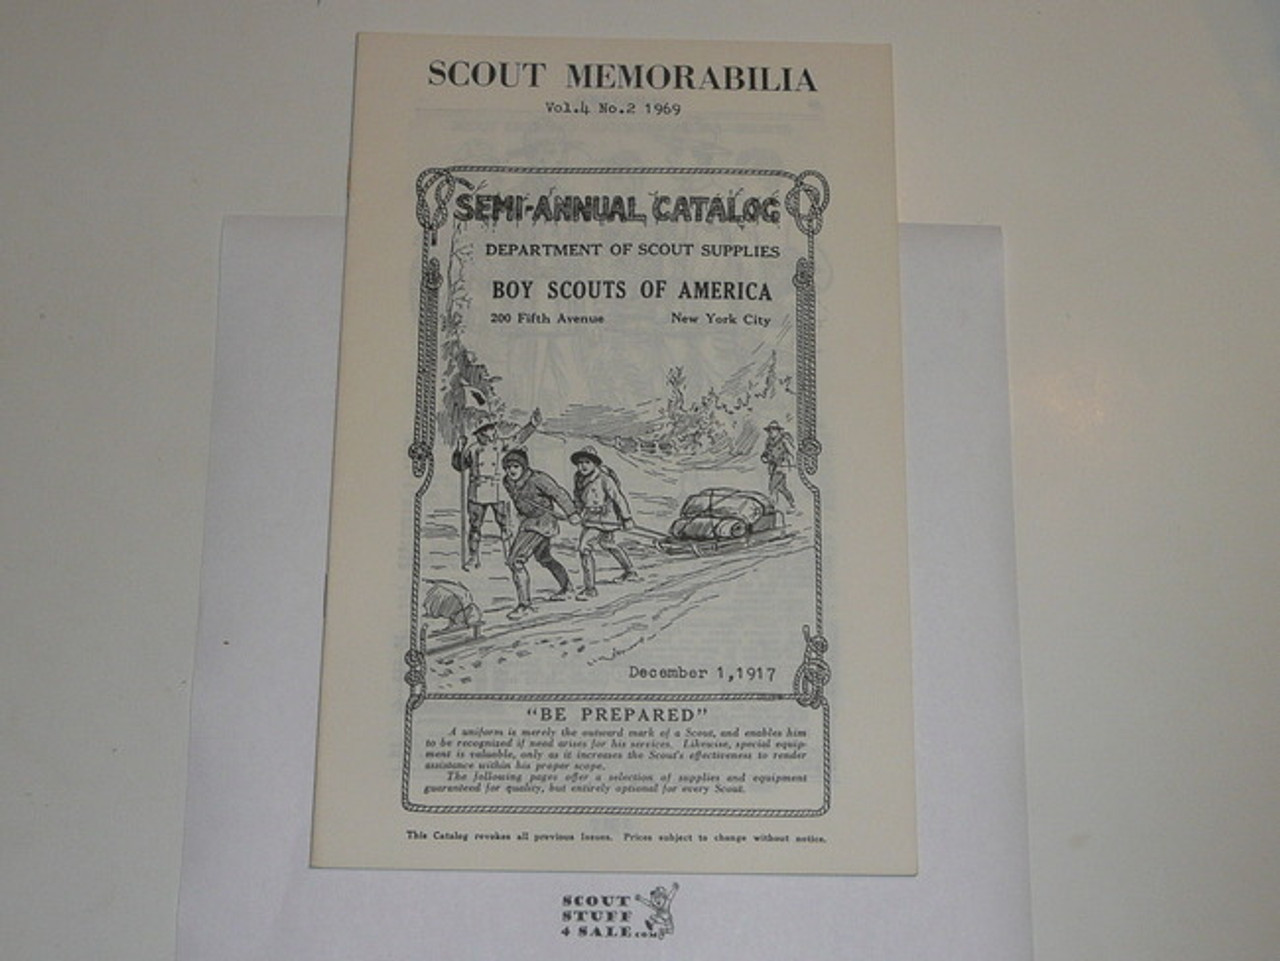 SCOUT MEMORABILIA
Vol.4 No.2 1969
SEMI-ANNUAL CATALOG
DEPARTMENT OF SCOUT SUPPLIES
BOY SCOUTS OF AMERICA
200 Fifth Avenue New York City
December 1,1917
"BE PREPARED"
A uniform is merely the outward mark of a Scout, and enables him
to be recognized if need arises for his services. Likewise, special equip-
ment is valuable, only as it increases the Scout's effectiveness to render
assistance within his proper scope.
The following pages offer a selection of supplies and equipment
guaranteed for quality, but entirely optional for every Scout.
This Catalog revokes all previous Issues. Prices subject to change without notice.
SCOUT
STUFF
4 SALE.COM